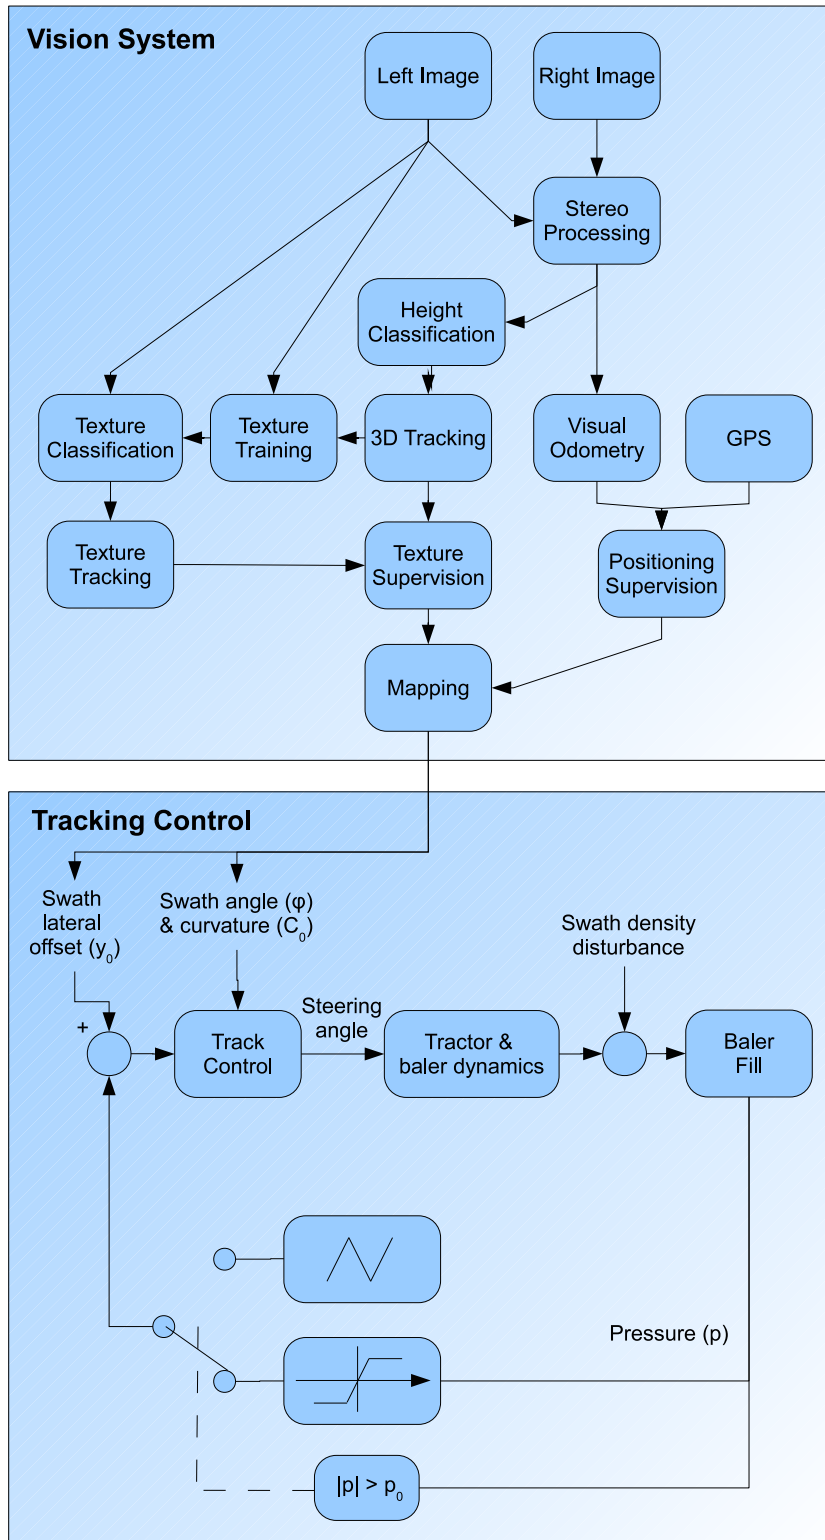 Vision System
Left Image
Right Image
Stereo
Processing
Height
Classification
Texture
Classification
Texture
Training
3D Tracking
Visual
Odometry
GPS
Texture
Tracking
Texture
Supervision
Positioning
Supervision
Mapping
Tracking Control
Swath
lateral
offset (y₀)
Swath angle (φ)
& curvature (C₀)
Swath density
disturbance
+
Steering
angle
Track
Control
Tractor &
baler dynamics
Baler
Fill
Pressure (p)
|p| > p₀